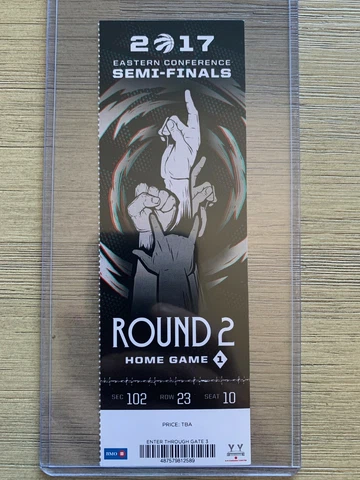 2017
EASTERN CONFERENCE
SEMI-FINALS
ROUND 2
HOME GAME 1
SEC 102 ROW 23 SEAT 10
PRICE: TBA
ENTER THROUGH GATE 3
BMO
487579812589